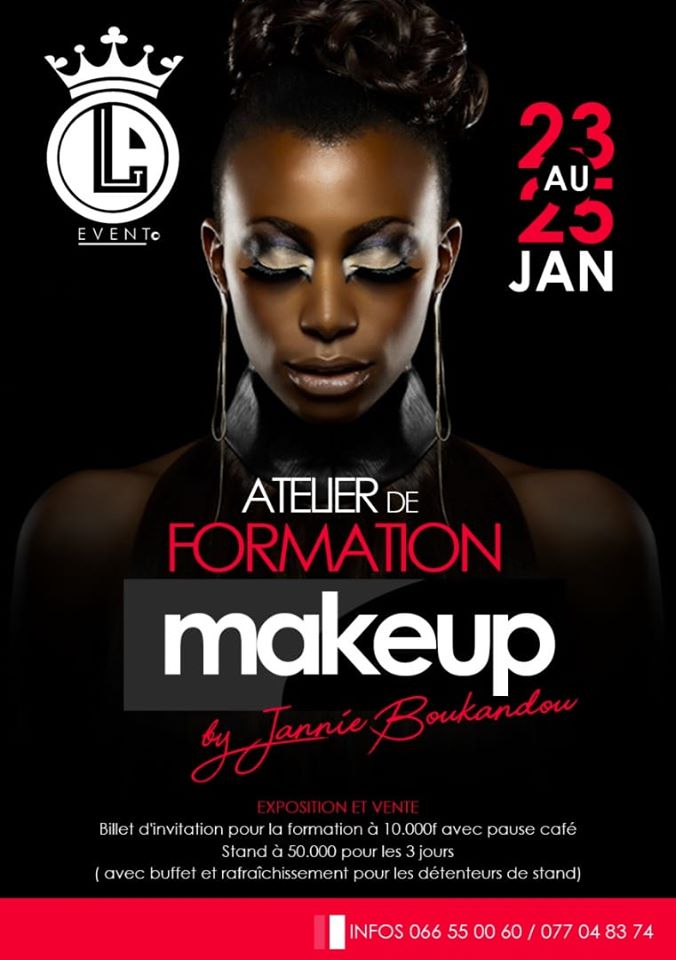 LA
EVENT©
23
AU
25
JAN
ATELIER DE
FORMATION
makeup
by Jannie Boukandou
EXPOSITION ET VENTE
Billet d'invitation pour la formation à 10.000f avec pause café
Stand à 50.000 pour les 3 jours
( avec buffet et rafraîchissement pour les détenteurs de stand)
INFOS 066 55 00 60 / 077 04 83 74